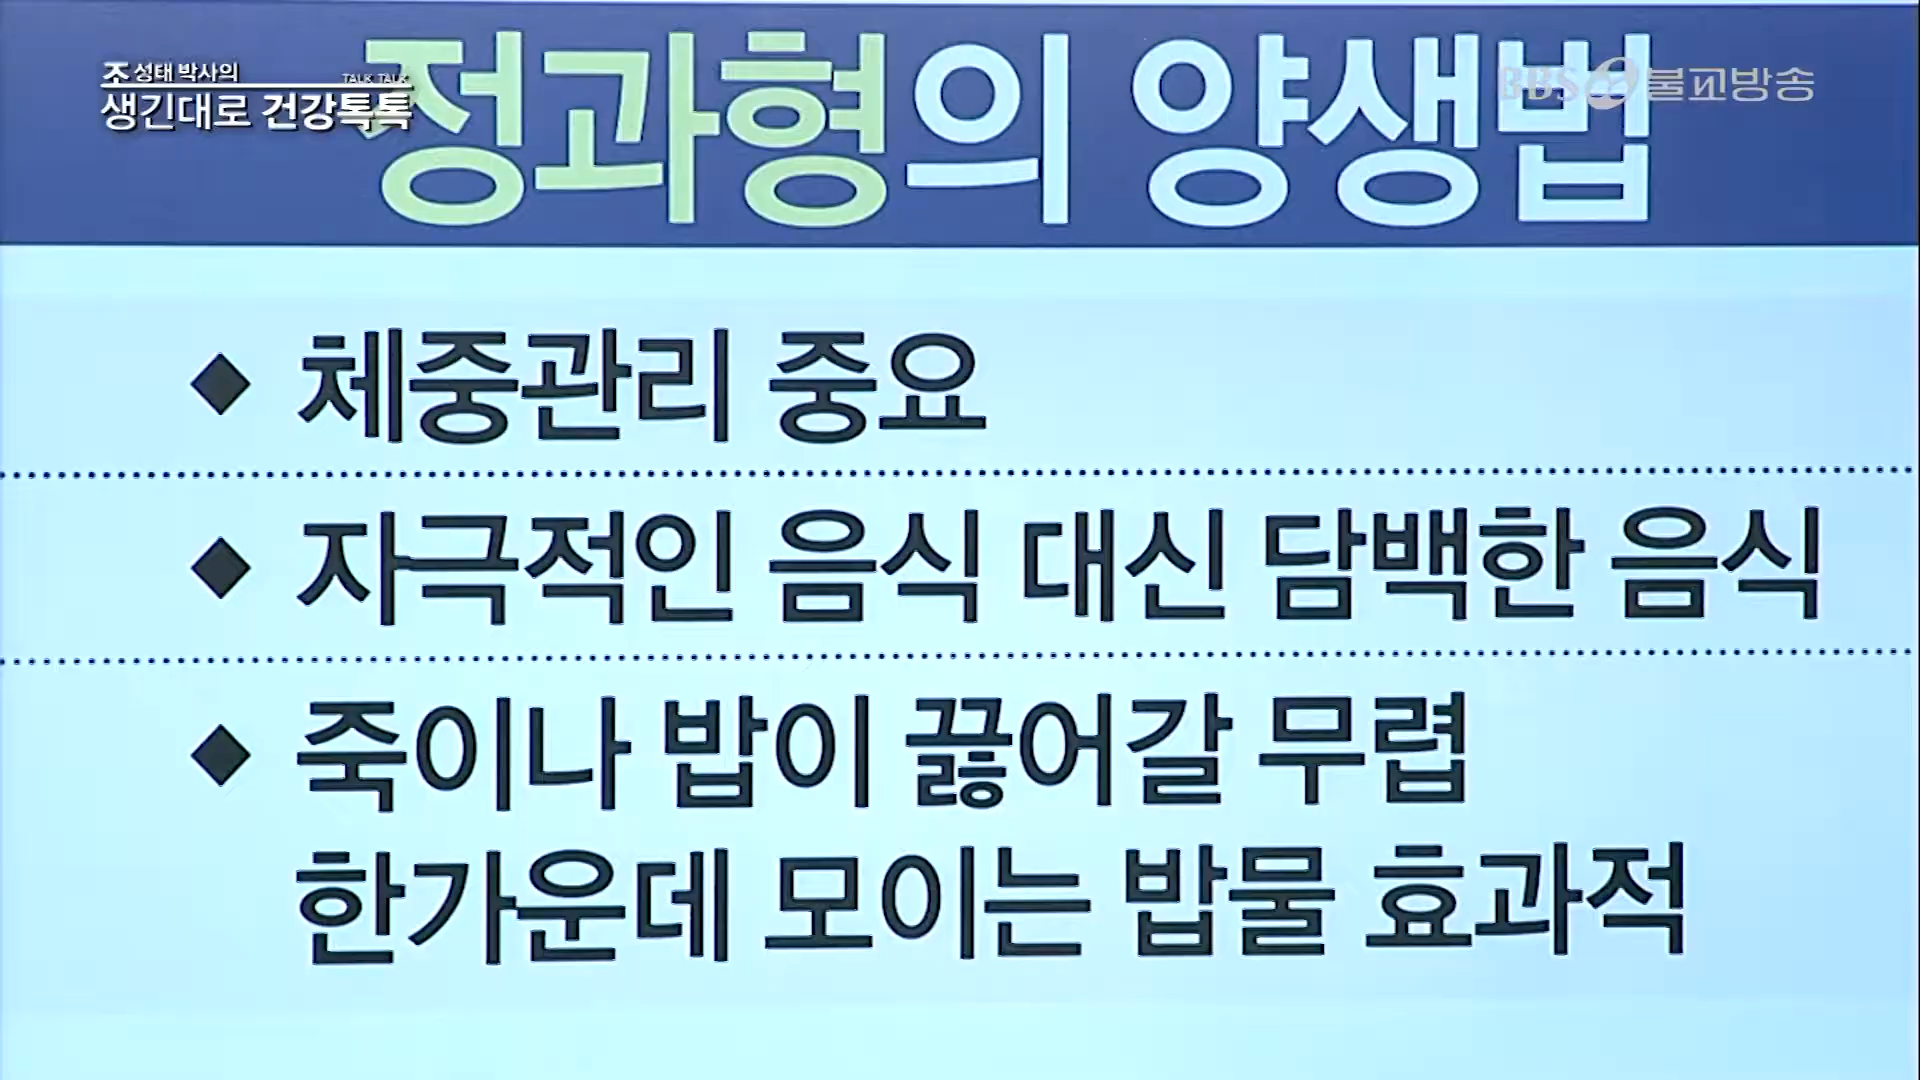 정과형의 양생법
조성태 박사의
TALK TALK
생긴대로 건강톡톡
BBS 불교방송
◆ 체중관리 중요
◆ 자극적인 음식 대신 담백한 음식
◆ 죽이나 밥이 끓어갈 무렵
한가운데 모이는 밥물 효과적